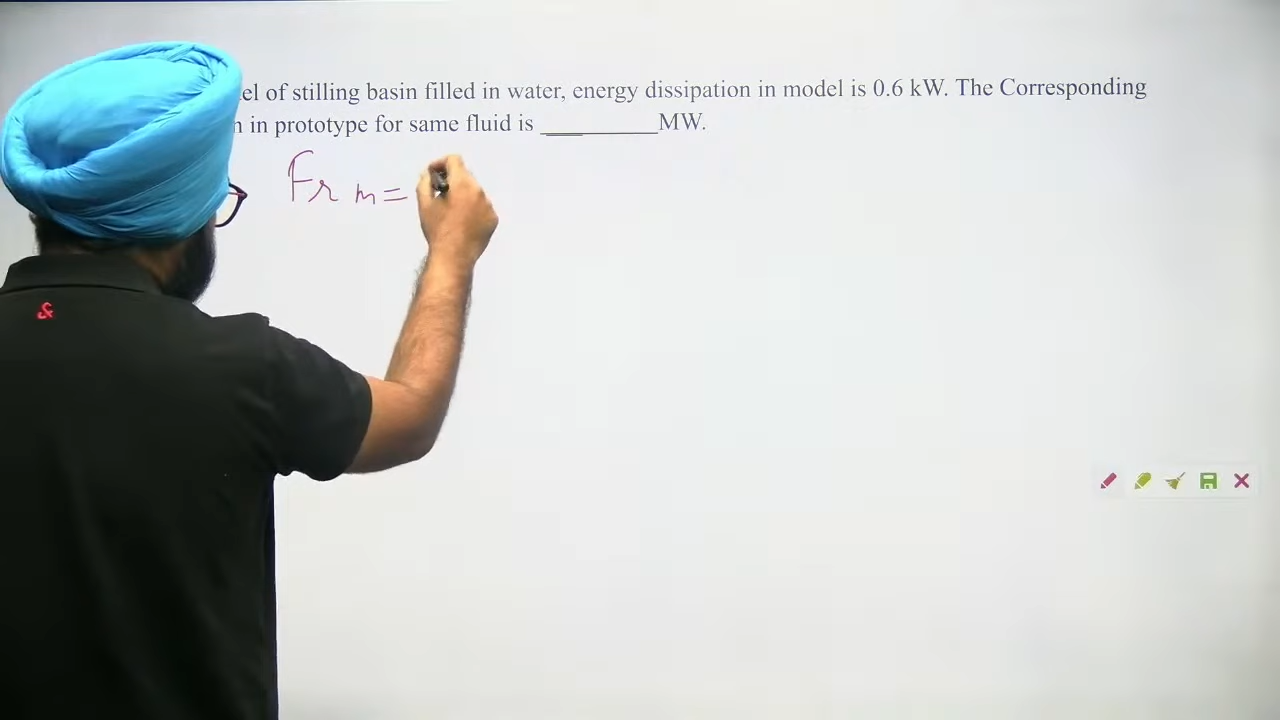 of stilling basin filled in water, energy dissipation in model is 0.6 kW. The Corresponding
in prototype for same fluid is __________MW.
Fr m =